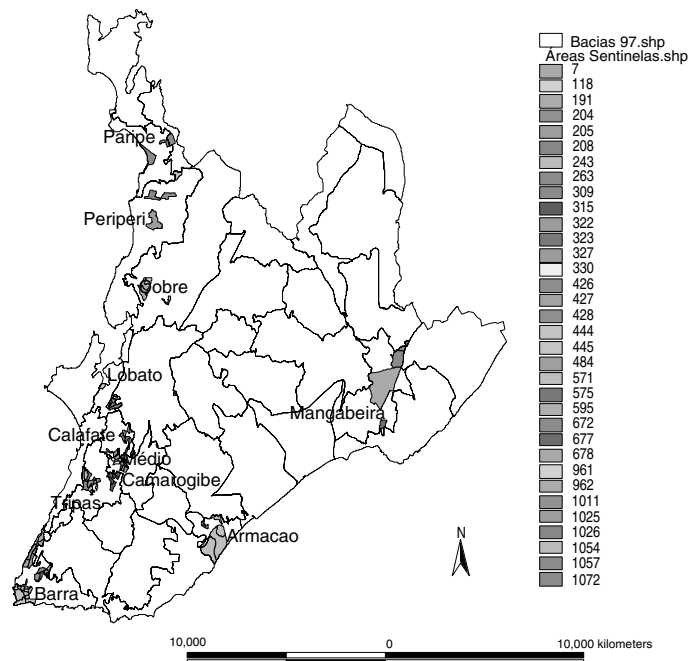 Paripe
Periperi
Cobre
Lobato
Calafate
Médio
Camarogibe
Tripas
Barra
Armacao
Mangabeira
N
10,000 0 10,000 kilometers
Bacias 97.shp
Áreas Sentinelas.shp
7
118
191
204
205
208
243
263
309
315
322
323
327
330
426
427
428
444
445
484
571
575
595
672
677
678
961
962
1011
1025
1026
1054
1057
1072